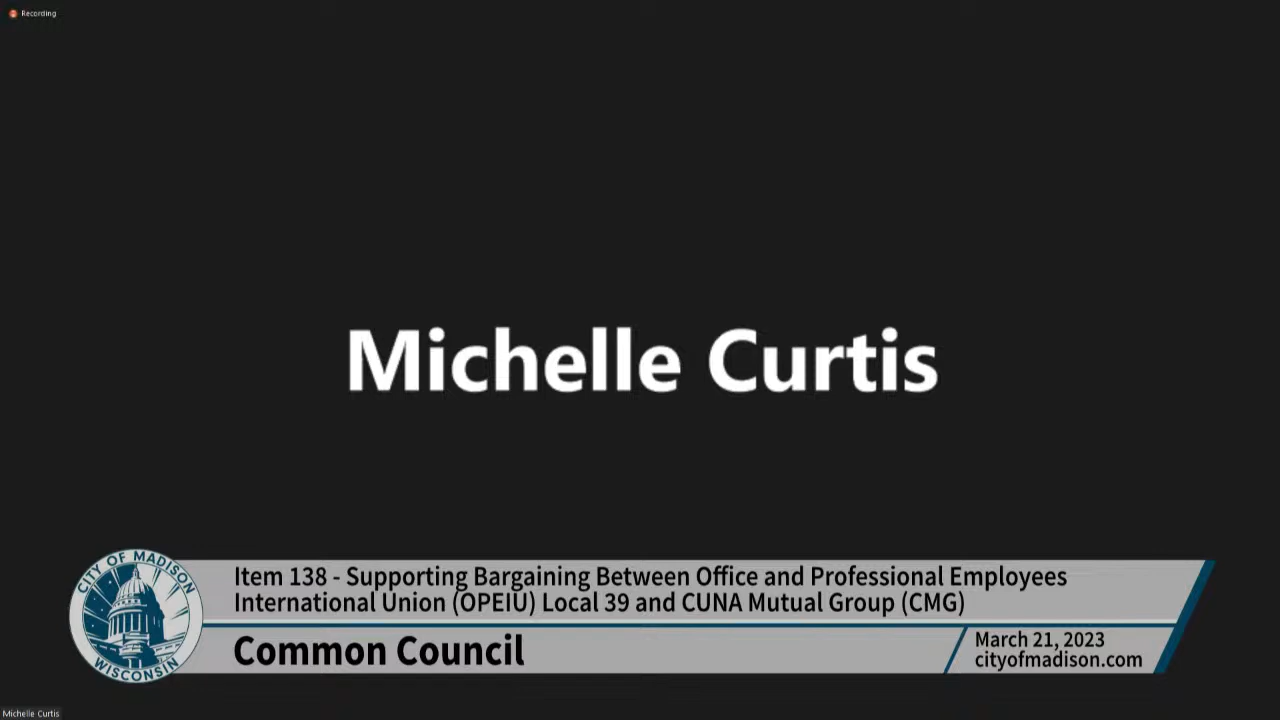 Recording
Michelle Curtis
CITY OF MADISON
WISCONSIN
Item 138 - Supporting Bargaining Between Office and Professional Employees
International Union (OPEIU) Local 39 and CUNA Mutual Group (CMG)
Common Council
March 21, 2023
cityofmadison.com
Michelle Curtis